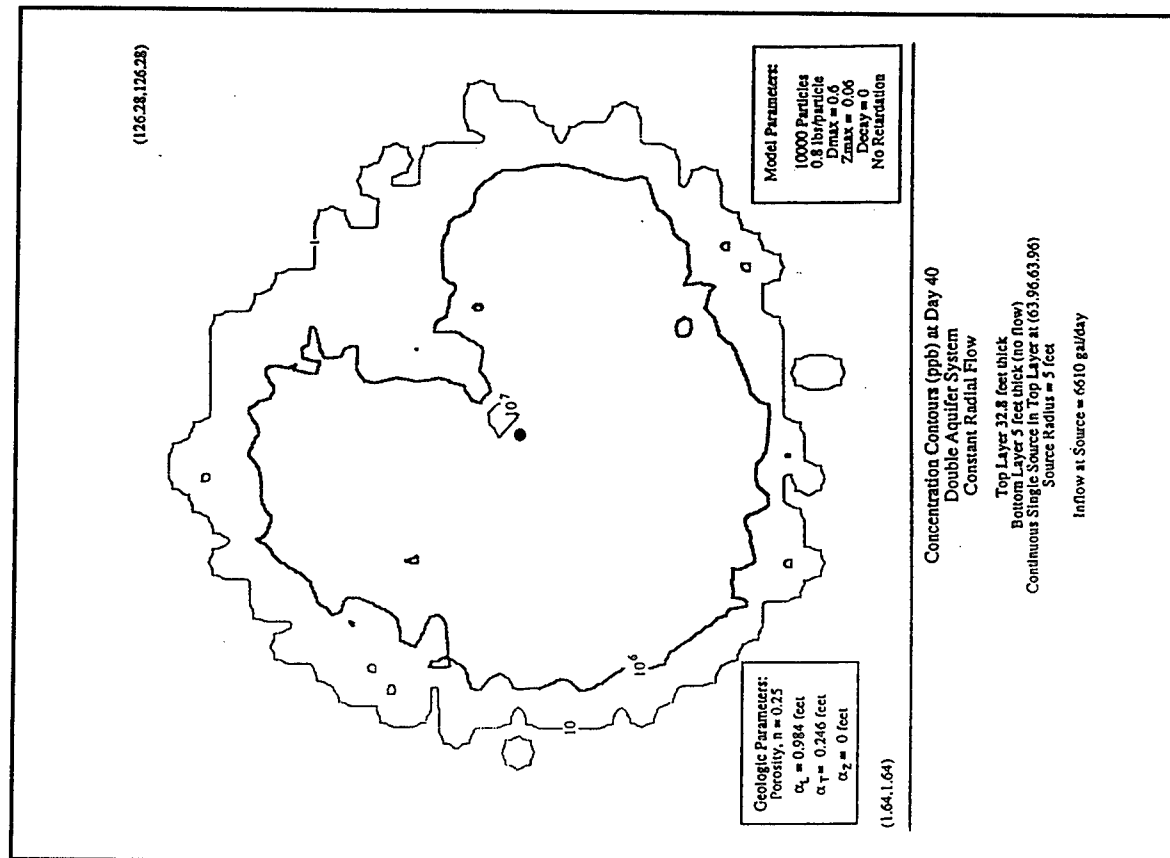 (126.28,126.28)
1
10⁷
10⁶
10
Geologic Parameters:
Porosity, n = 0.25
α_L = 0.984 feet
α_T = 0.246 feet
α_Z = 0 feet
Model Parameters:
10000 Particles
0.8 lbs/particle
Dmax = 0.6
Zmax = 0.06
Decay = 0
No Retardation
(1.64,1.64)
Concentration Contours (ppb) at Day 40
Double Aquifer System
Constant Radial Flow
Top Layer 32.8 feet thick
Bottom Layer 5 feet thick (no flow)
Continuous Single Source in Top Layer at (63.96,63.96)
Source Radius = 5 feet
Inflow at Source = 6610 gal/day